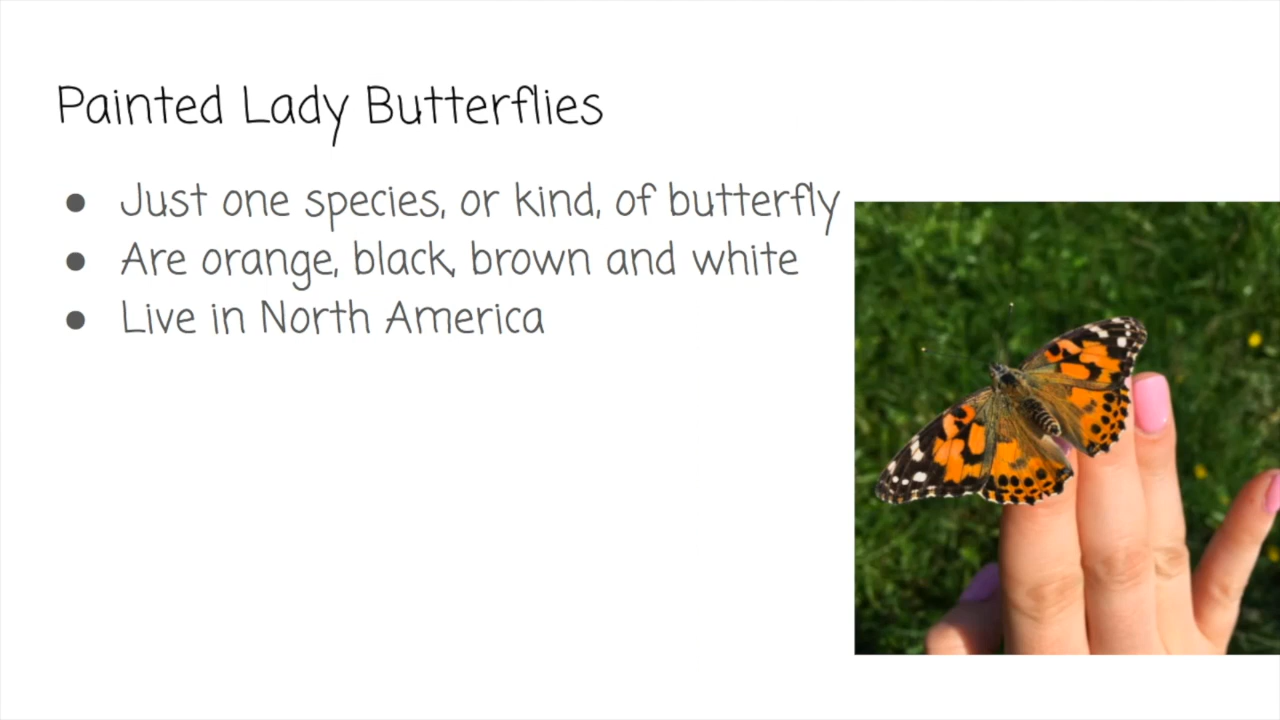 Painted Lady Butterflies
● Just one species, or kind, of butterfly
● Are orange, black, brown and white
● Live in North America